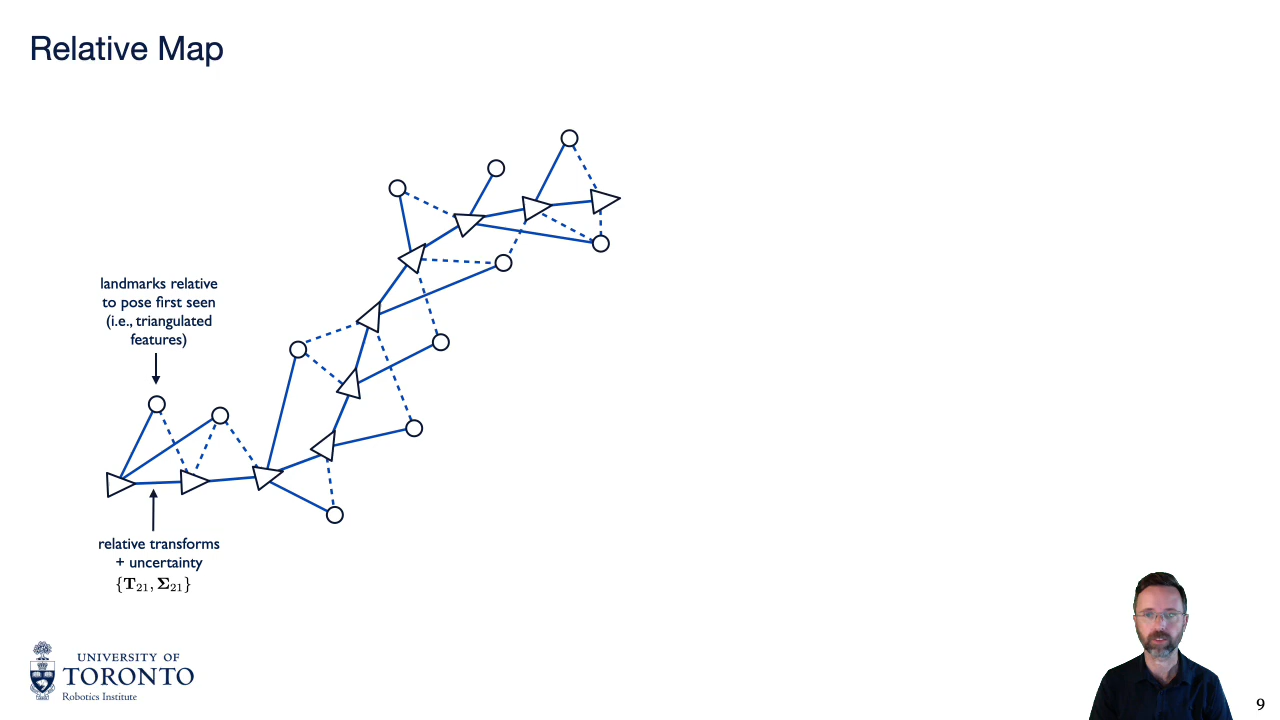 Relative Map
landmarks relative
to pose first seen
(i.e., triangulated
features)
relative transforms
+ uncertainty
{T₂₁, Σ₂₁}
UNIVERSITY OF
TORONTO
Robotics Institute
9